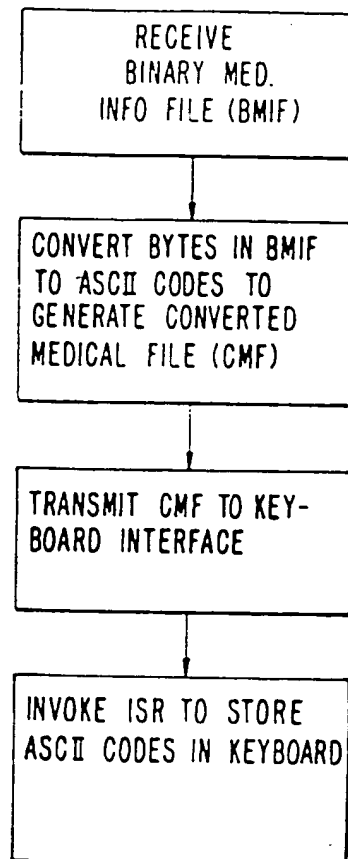 RECEIVE
BINARY MED.
INFO FILE (BMIF)
CONVERT BYTES IN BMIF
TO ASCII CODES TO
GENERATE CONVERTED
MEDICAL FILE (CMF)
TRANSMIT CMF TO KEY-
BOARD INTERFACE
INVOKE ISR TO STORE
ASCII CODES IN KEYBOARD